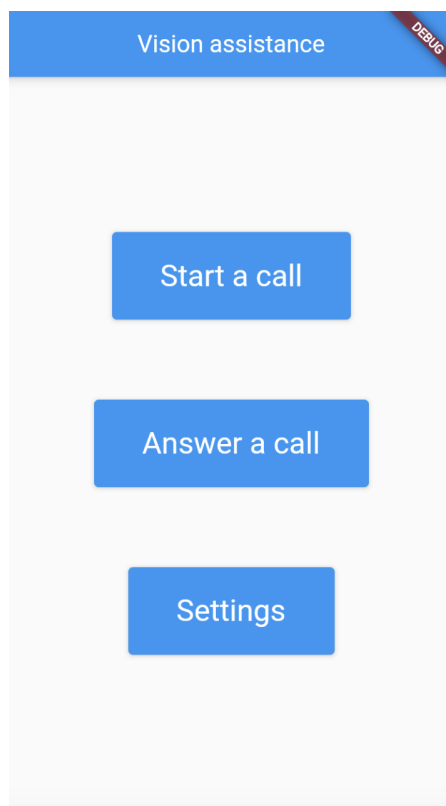 Vision assistance
DEBUG
Start a call
Answer a call
Settings